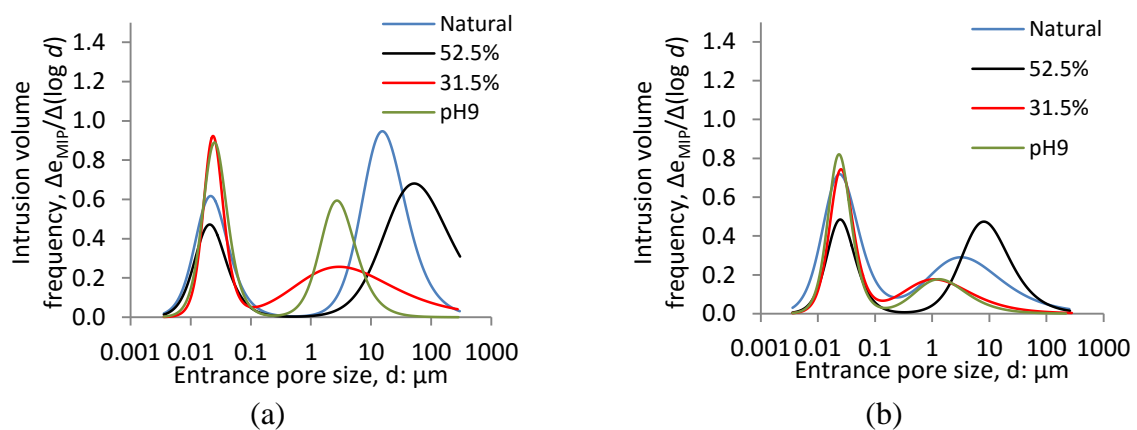 Intrusion volume
frequency, Δe_MIP/Δ(log d)
1.4
1.2
1.0
0.8
0.6
0.4
0.2
0.0
0.001 0.01 0.1 1 10 100 1000
Entrance pore size, d: μm
Natural
52.5%
31.5%
pH9
(a)
Intrusion volume
frequency, Δe_MIP/Δ(log d)
1.4
1.2
1.0
0.8
0.6
0.4
0.2
0.0
0.001 0.01 0.1 1 10 100 1000
Entrance pore size, d: μm
Natural
52.5%
31.5%
pH9
(b)